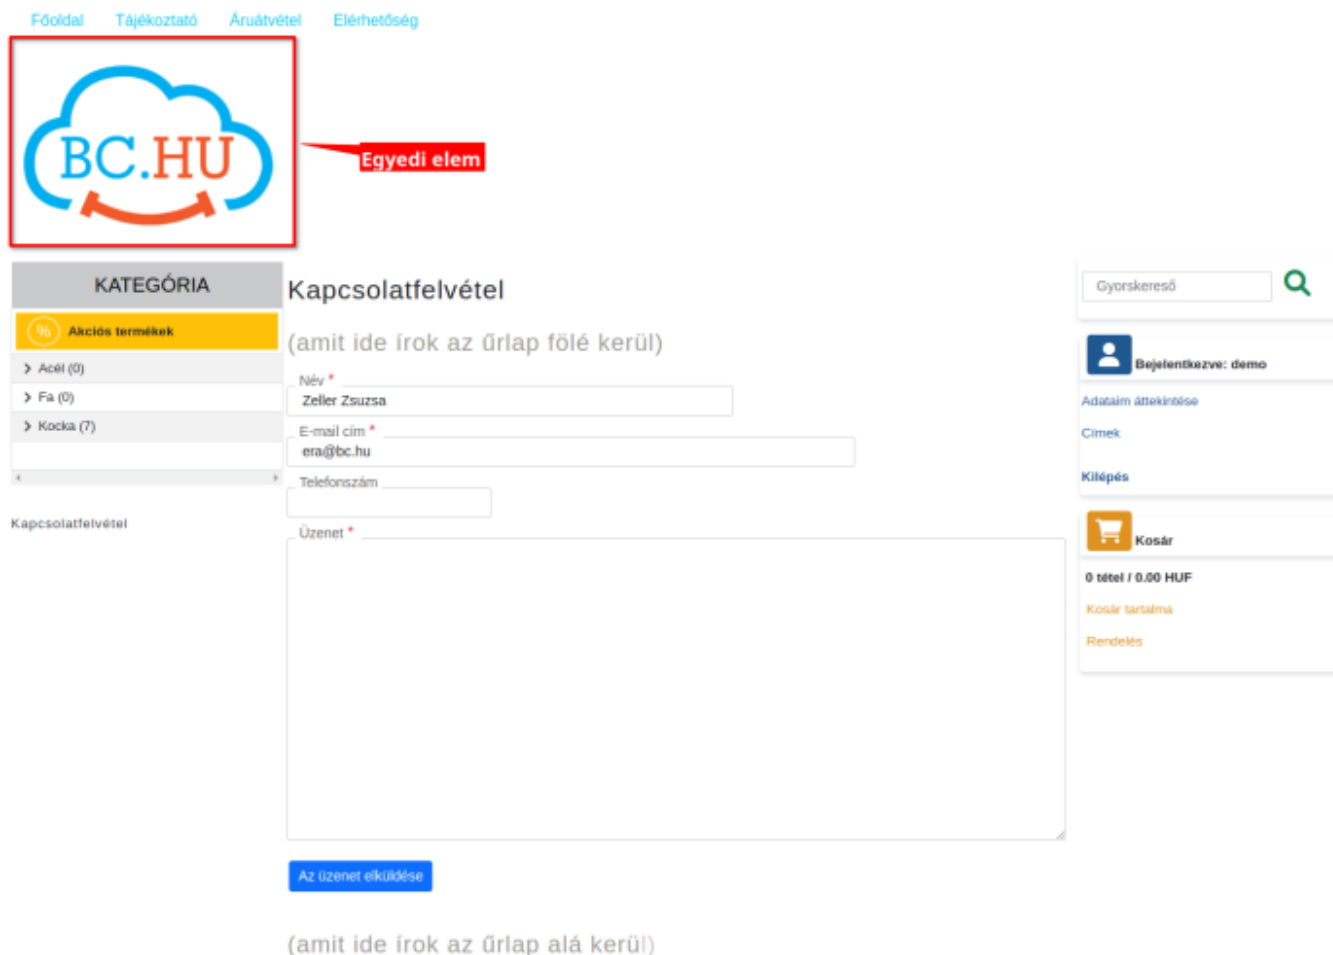 Főoldal Tájékoztató Áruátvétel Elérhetőség
BC.HU
Egyedi elem
KATEGÓRIA
% Akciós termékek
Acél (0)
Fa (0)
Kocka (7)
Kapcsolatfelvétel
Kapcsolatfelvétel
(amit ide írok az űrlap fölé kerül)
Név *
Zeller Zsuzsa
E-mail cím *
era@bc.hu
Telefonszám
Üzenet *
Az üzenet elküldése
(amit ide írok az űrlap alá kerül)
Gyorskereső
Bejelentkezve: demo
Adataim áttekintése
Címek
Kilépés
Kosár
0 tétel / 0.00 HUF
Kosár tartalma
Rendelés